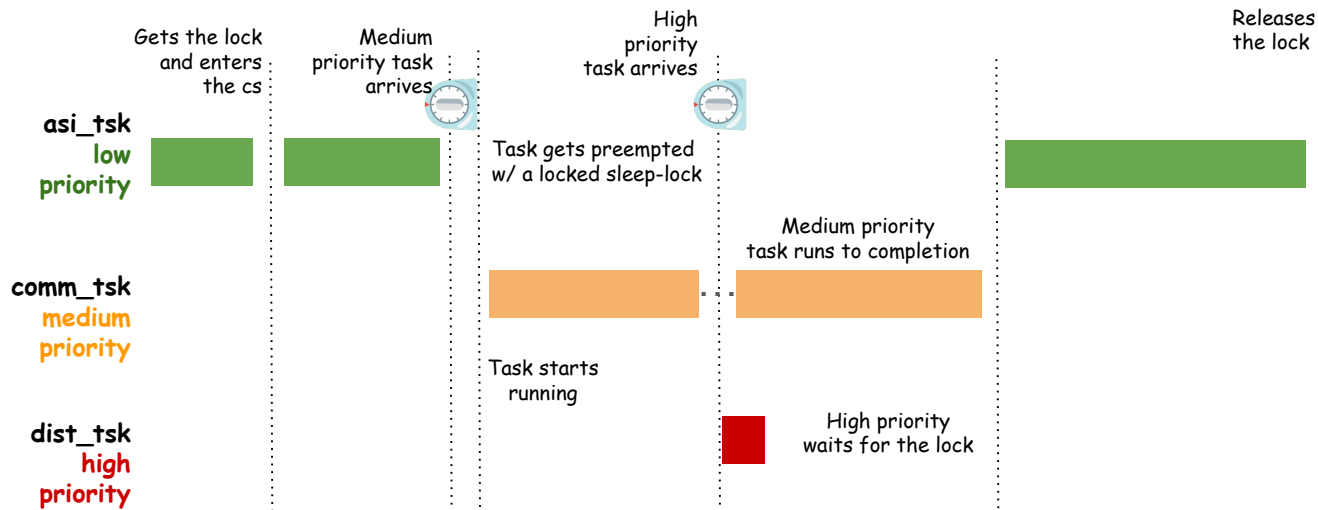 Gets the lock
and enters
the cs
Medium
priority task
arrives
High
priority
task arrives
Releases
the lock
asi_tsk
low
priority
Task gets preempted
w/ a locked sleep-lock
Medium priority
task runs to completion
comm_tsk
medium
priority
Task starts
running
dist_tsk
high
priority
High priority
waits for the lock